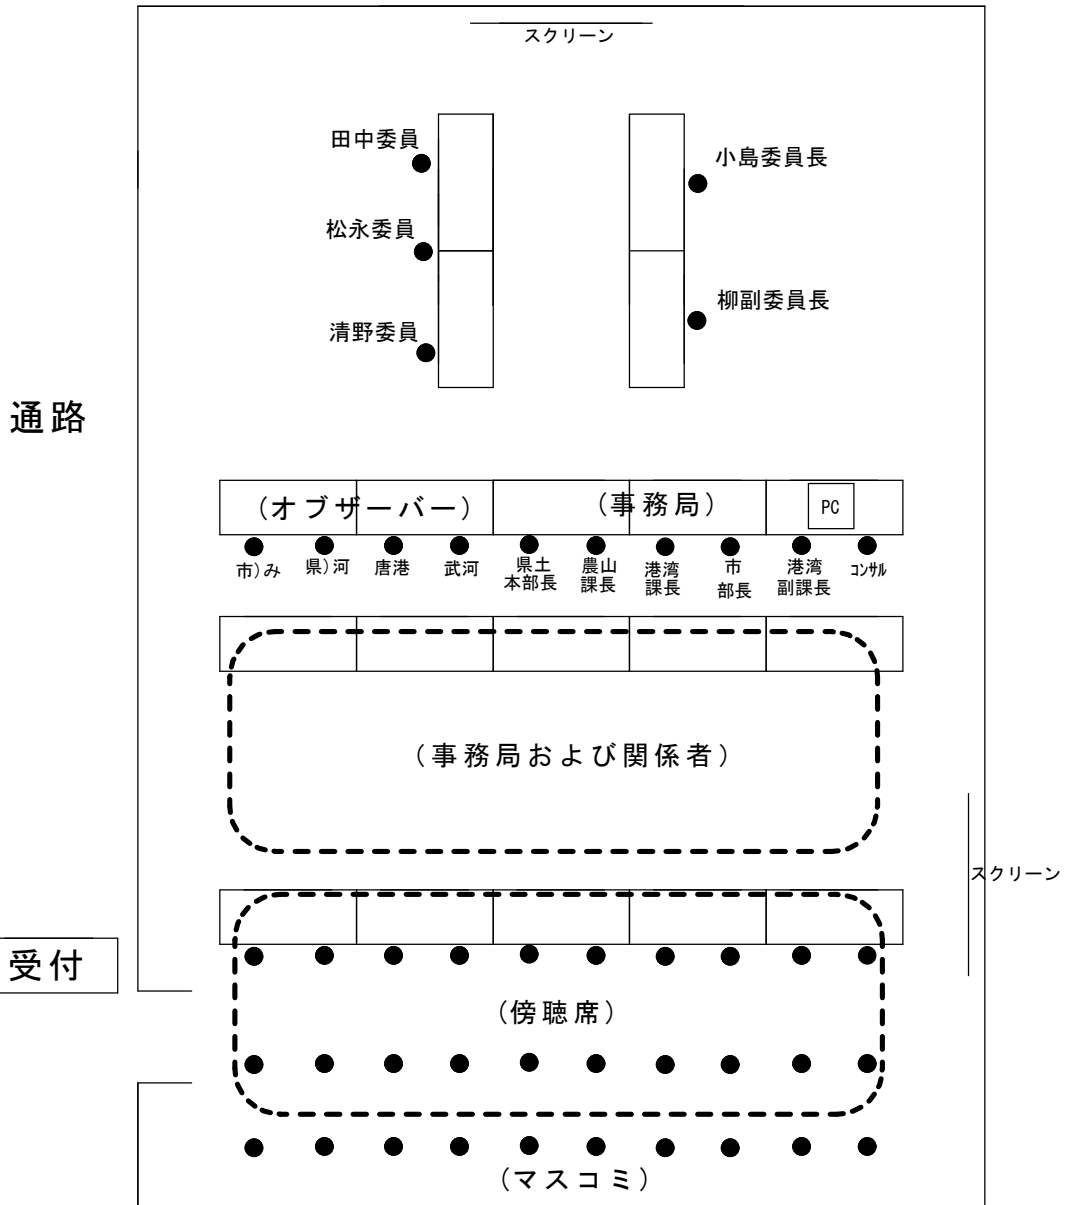 スクリーン
田中委員
小島委員長
松永委員
柳副委員長
清野委員
通路
(オブザーバー)
(事務局)
PC
市)み
県)河
唐港
武河
県土
本部長
農山
課長
港湾
課長
市
部長
港湾
副課長
コンサル
(事務局および関係者)
スクリーン
受付
(傍聴席)
(マスコミ)